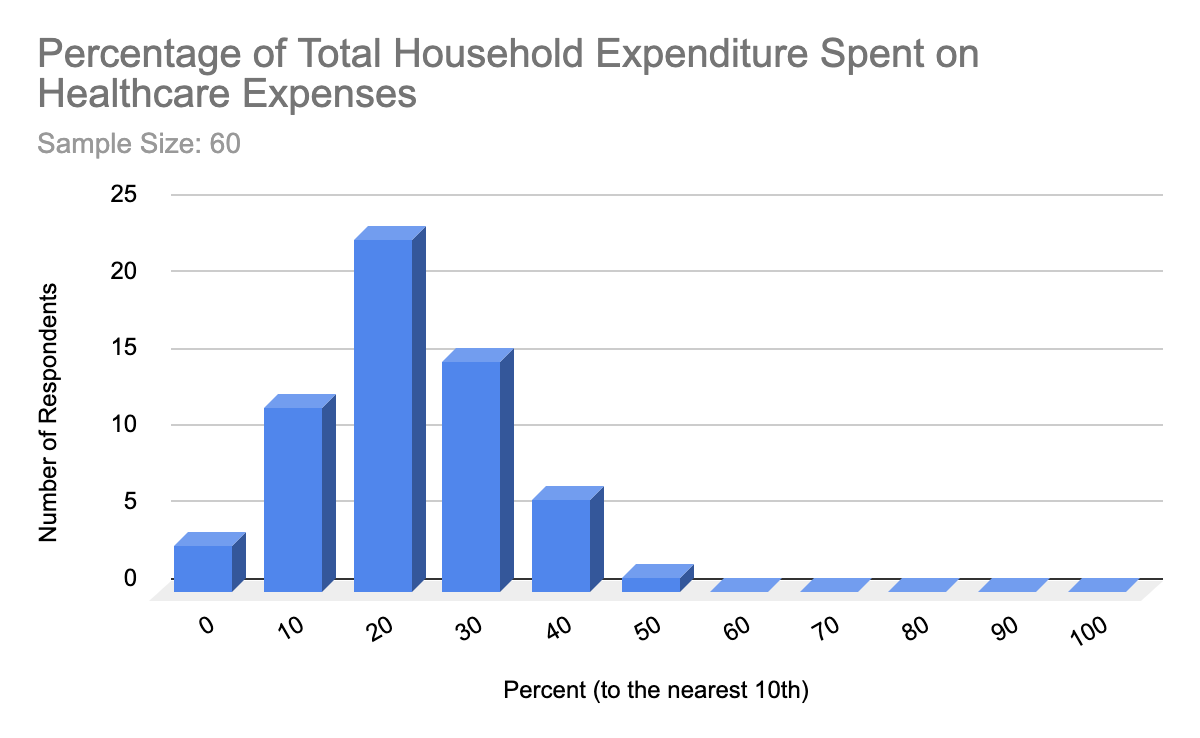 Percentage of Total Household Expenditure Spent on
Healthcare Expenses
Sample Size: 60
25
20
15
10
5
0
Number of Respondents
0 10 20 30 40 50 60 70 80 90 100
Percent (to the nearest 10th)